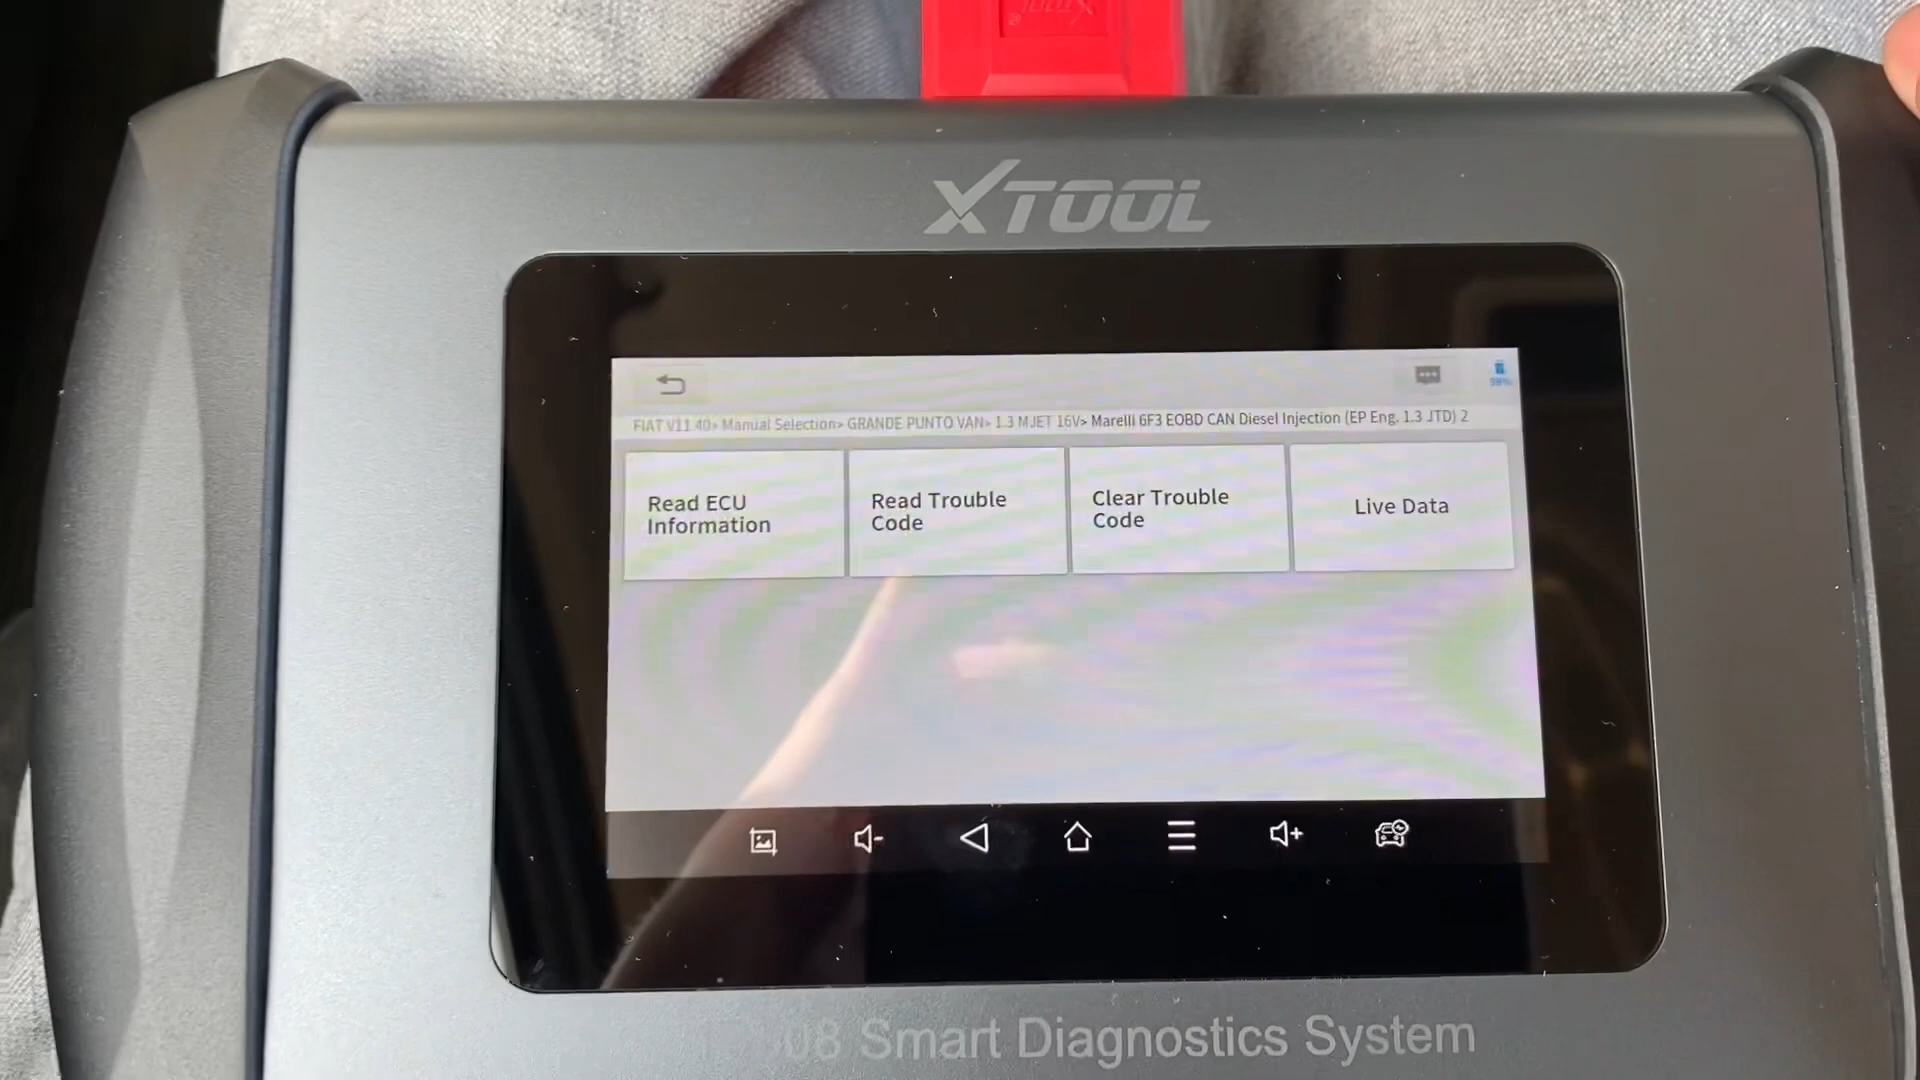 XTOOL
98%
FIAT V11.40> Manual Selection> GRANDE PUNTO VAN> 1.3 MJET 16V> Marelli 6F3 EOBD CAN Diesel Injection (EP Eng. 1.3 JTD) 2
Read ECU
Information
Read Trouble
Code
Clear Trouble
Code
Live Data
08 Smart Diagnostics System